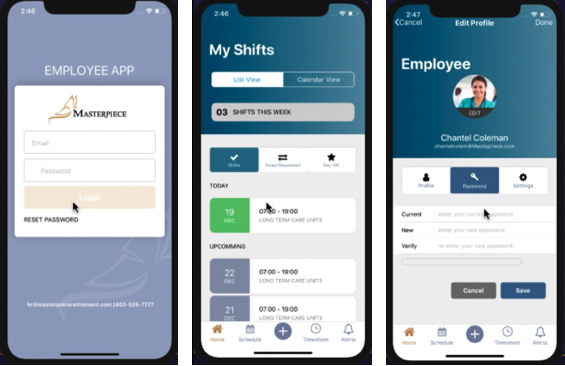 2:46
EMPLOYEE APP
MASTERPIECE
Email
Password
Login
RESET PASSWORD
hr@masterpieceretirement.com |403-925-7777
2:46
My Shifts
List View
Calendar View
03 SHIFTS THIS WEEK
Shifts
Swap Requested
Day Off
TODAY
19
DEC
07:00 - 19:00
LONG TERM CARE UNITS
UPCOMMING
22
DEC
07:00 - 19:00
LONG TERM CARE UNITS
21
DEC
07:00 - 19:00
LONG TERM CARE UNITS
Home
Schedule
Timesheet
Alerts
2:47
Cancel
Edit Profile
Done
Employee
EDIT
Chantel Coleman
Profile
Password
Settings
Current
enter your current password
New
enter your new password
Verify
re-enter your new password
Cancel
Save
Home
Schedule
Timesheet
Alerts